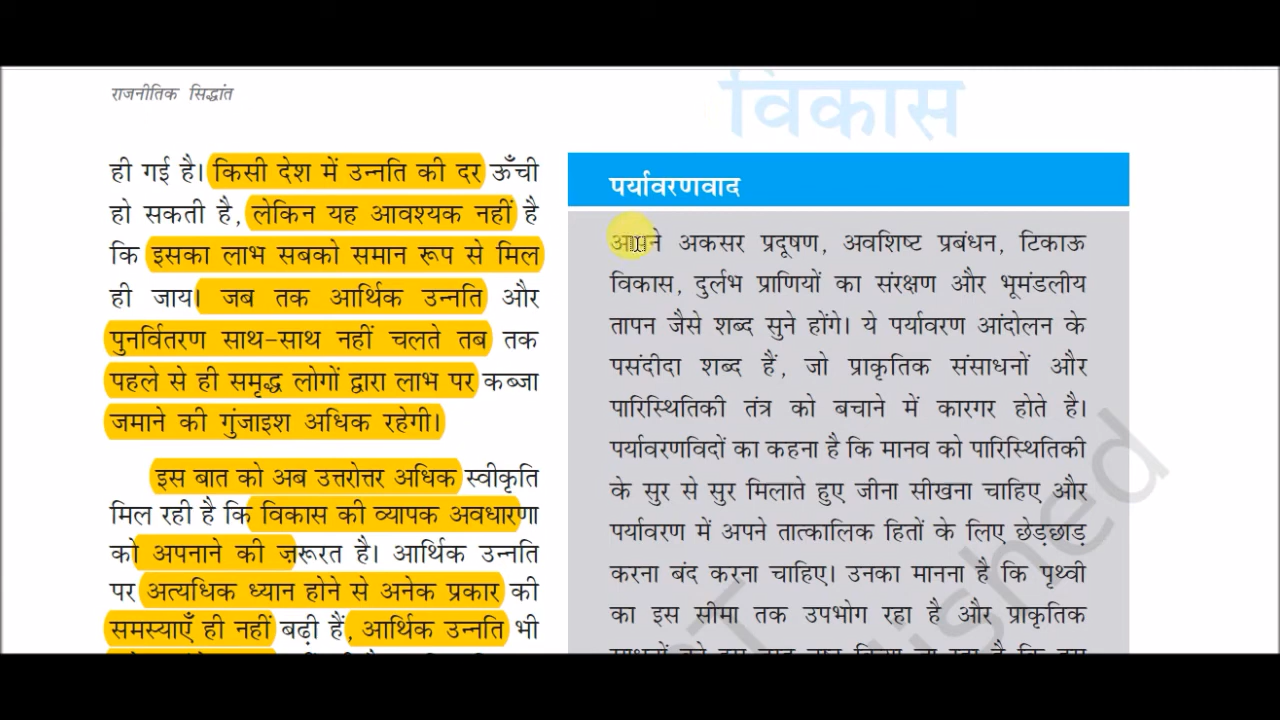 राजनीतिक सिद्धांत
विकास
ही गई है। किसी देश में उन्नति की दर ऊँची
हो सकती है, लेकिन यह आवश्यक नहीं है
कि इसका लाभ सबको समान रूप से मिल
ही जाय। जब तक आर्थिक उन्नति और
पुनर्वितरण साथ-साथ नहीं चलते तब तक
पहले से ही समृद्ध लोगों द्वारा लाभ पर कब्जा
जमाने की गुंजाइश अधिक रहेगी।
इस बात को अब उत्तरोत्तर अधिक स्वीकृति
मिल रही है कि विकास की व्यापक अवधारणा
को अपनाने की ज़रूरत है। आर्थिक उन्नति
पर अत्यधिक ध्यान होने से अनेक प्रकार की
समस्याएँ ही नहीं बढ़ी हैं, आर्थिक उन्नति भी
पर्यावरणवाद
आपने अकसर प्रदूषण, अवशिष्ट प्रबंधन, टिकाऊ
विकास, दुर्लभ प्राणियों का संरक्षण और भूमंडलीय
तापन जैसे शब्द सुने होंगे। ये पर्यावरण आंदोलन के
पसंदीदा शब्द हैं, जो प्राकृतिक संसाधनों और
पारिस्थितिकी तंत्र को बचाने में कारगर होते है।
पर्यावरणविदों का कहना है कि मानव को पारिस्थितिकी
के सुर से सुर मिलाते हुए जीना सीखना चाहिए और
पर्यावरण में अपने तात्कालिक हितों के लिए छेड़छाड़
करना बंद करना चाहिए। उनका मानना है कि पृथ्वी
का इस सीमा तक उपभोग रहा है और प्राकृतिक